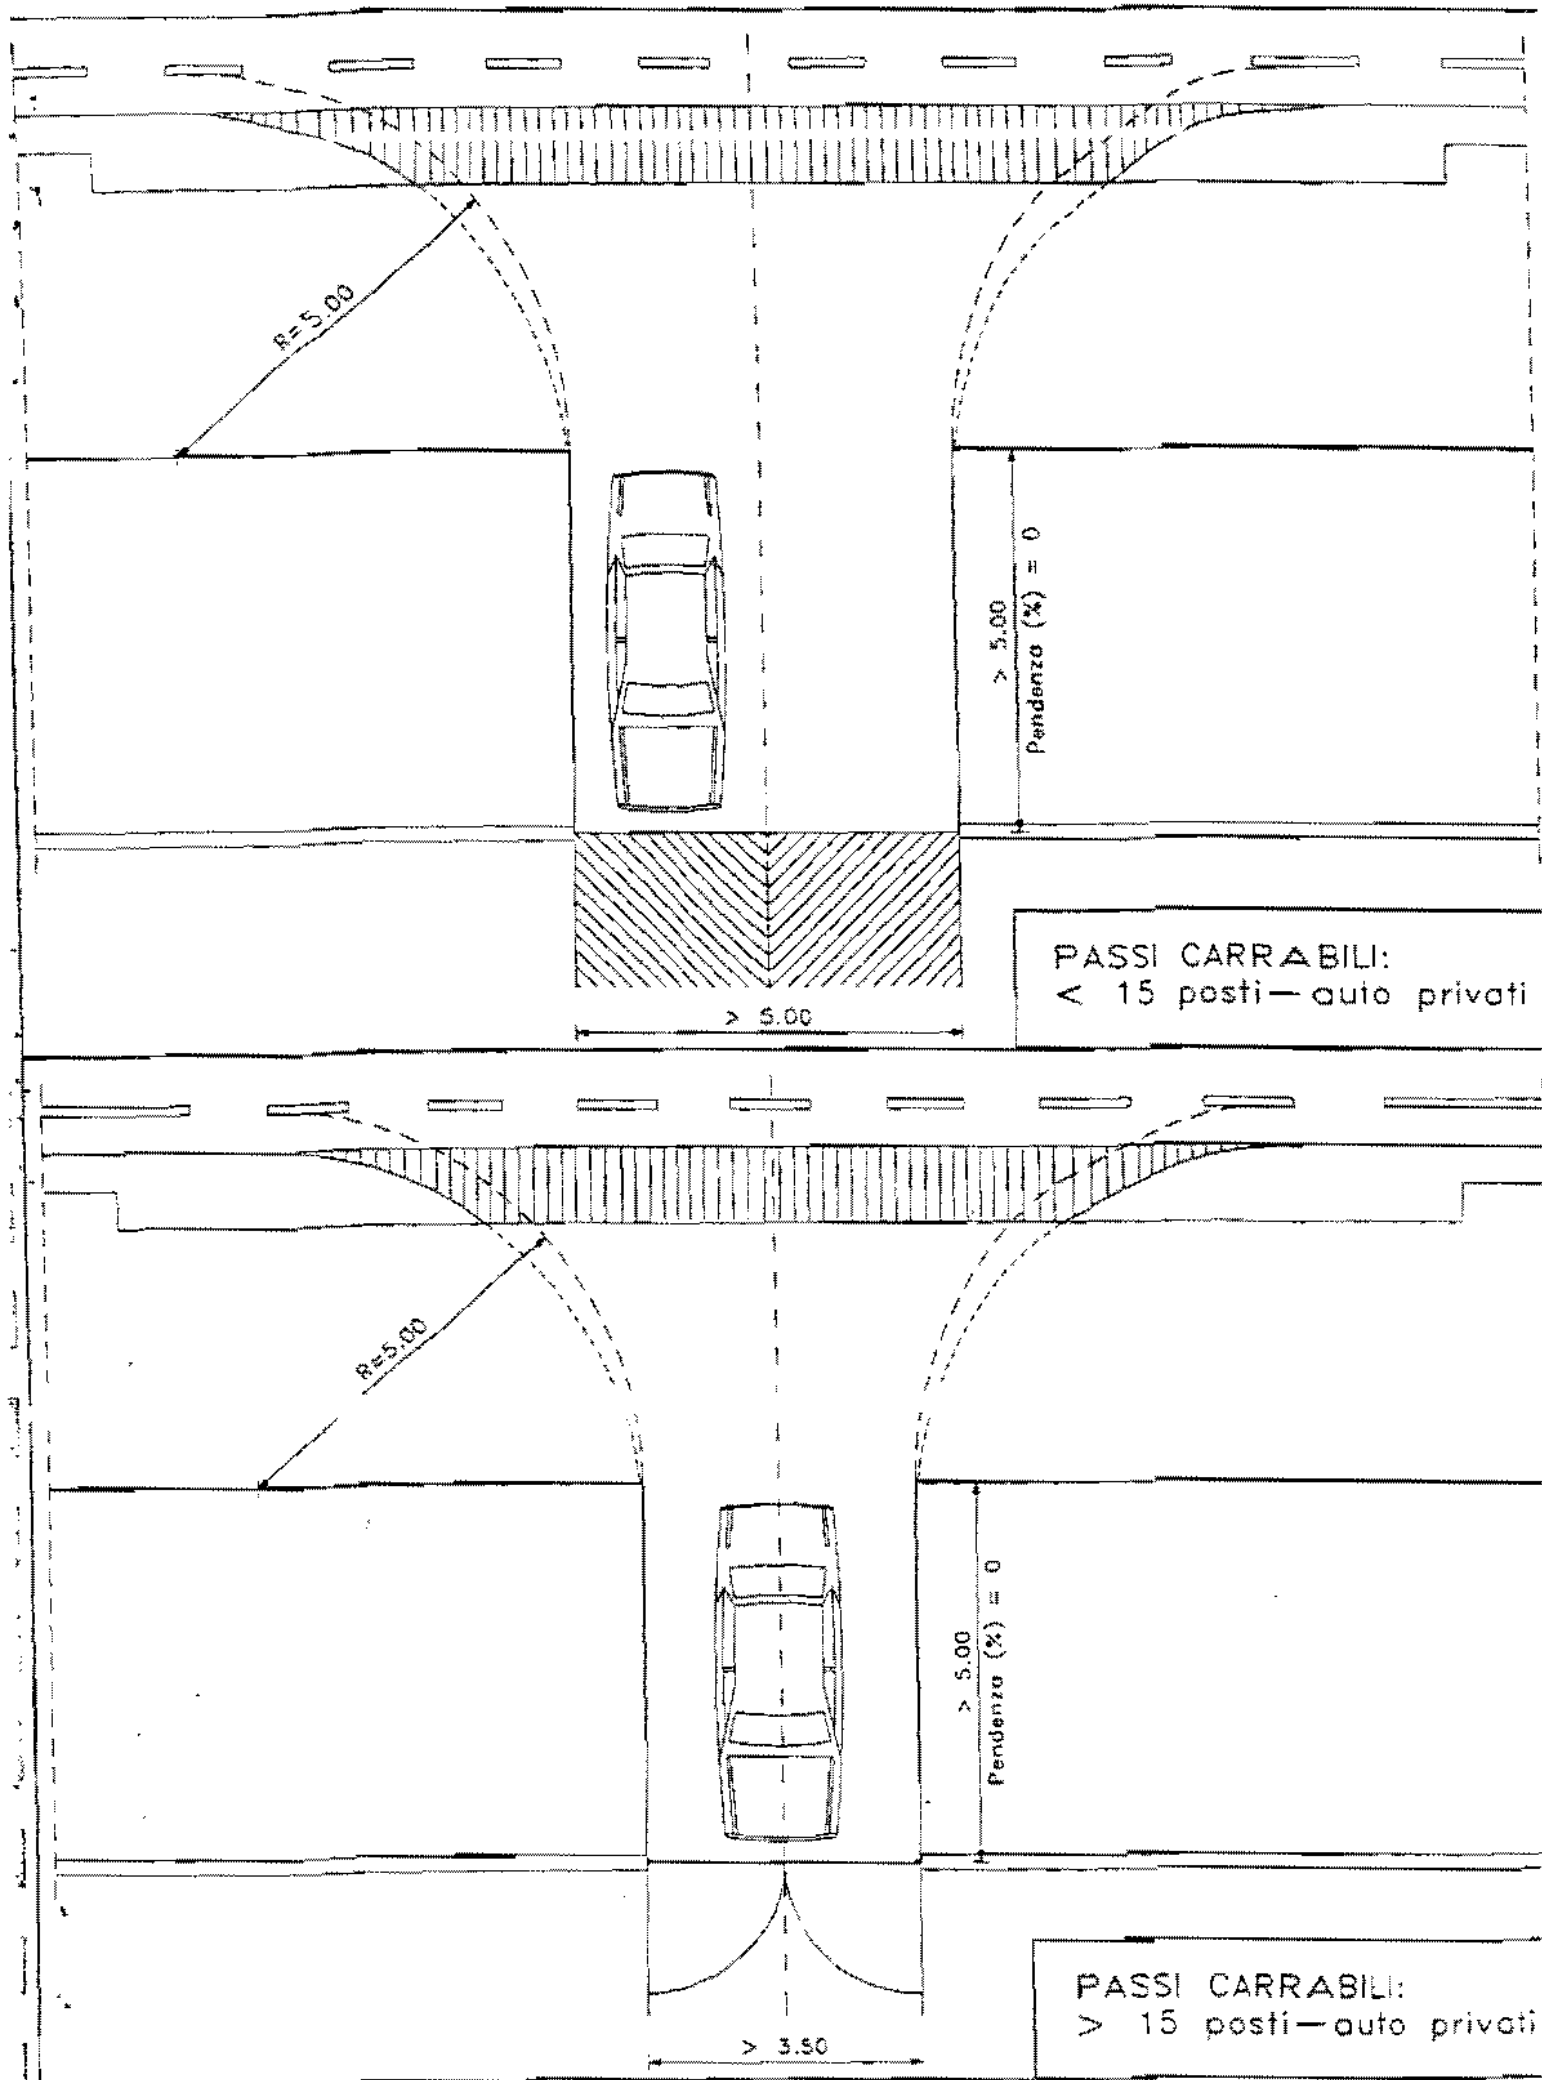 R=5.00
> 5.00
Pendenza (%) = 0
PASSI CARRABILI:
< 15 posti-auto privati
> 5.00
R=5.00
> 5.00
Pendenza (%) = 0
PASSI CARRABILI:
> 15 posti-auto privati
> 3.50